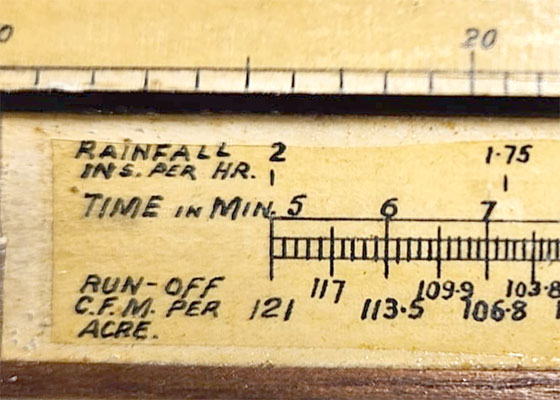 0 20
RAINFALL 2 1.75
INS. PER HR.
TIME IN MIN. 5 6 7
RUN-OFF 117 109.9 103.8
C.F.M. PER 121 113.5 106.8
ACRE.